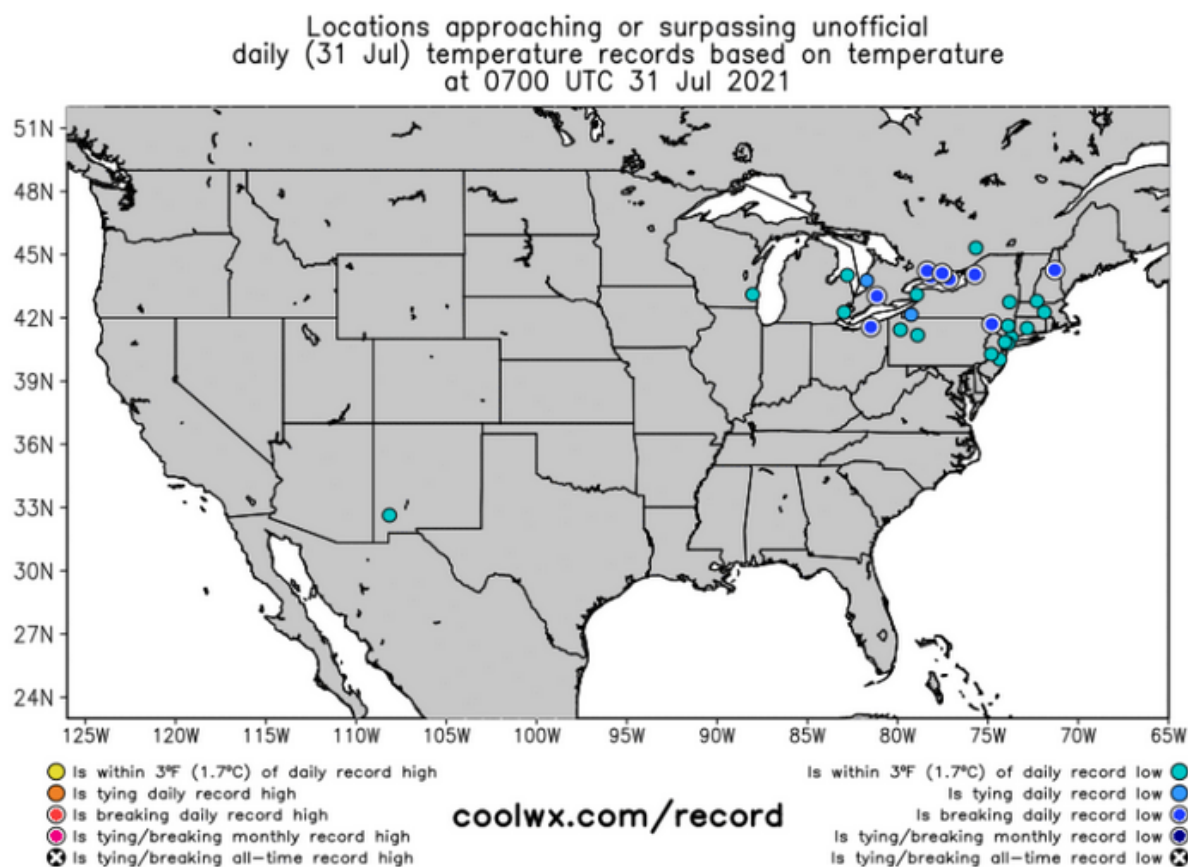 Locations approaching or surpassing unofficial
daily (31 Jul) temperature records based on temperature
at 0700 UTC 31 Jul 2021
51N
48N
45N
42N
39N
36N
33N
30N
27N
24N
125W 120W 115W 110W 105W 100W 95W 90W 85W 80W 75W 70W 65W
Is within 3°F (1.7°C) of daily record high
Is tying daily record high
Is breaking daily record high
Is tying/breaking monthly record high
Is tying/breaking all-time record high
coolwx.com/record
Is within 3°F (1.7°C) of daily record low
Is tying daily record low
Is breaking daily record low
Is tying/breaking monthly record low
Is tying/breaking all-time record low